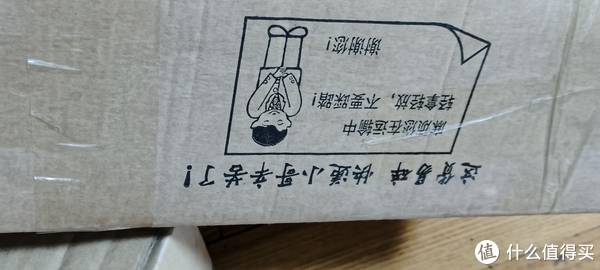 这货易碎 快递小哥辛苦了！
麻烦您在运输中
轻拿轻放，不要踩踏！
谢谢您！
值 什么值得买